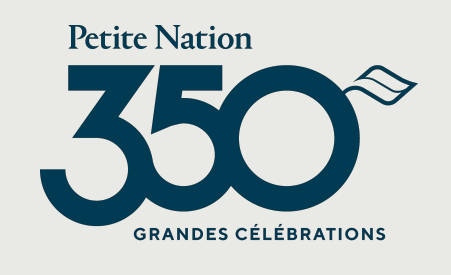 Petite Nation
350
GRANDES CÉLÉBRATIONS